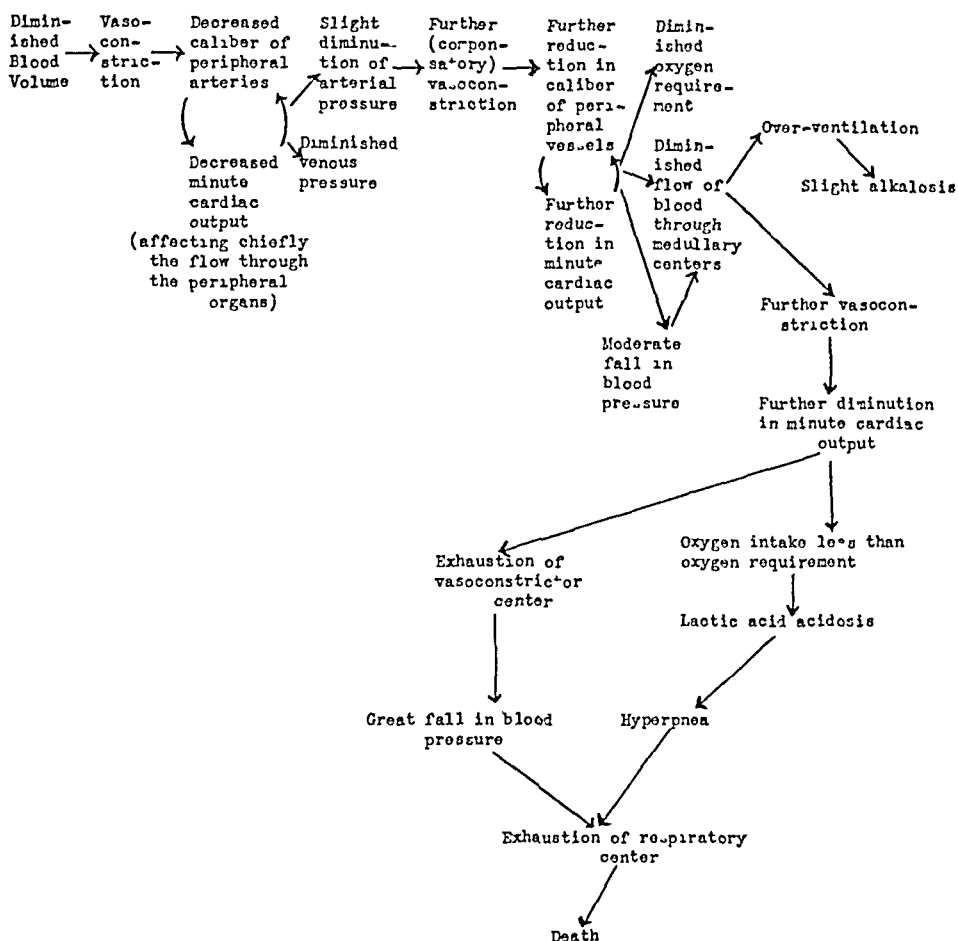 Dimin-
ished
Blood
Volume
Vaso-
con-
stric-
tion
Decreased
caliber of
peripheral
arteries
Decreased
minute
cardiac
output
(affecting chiefly
the flow through
the peripheral
organs)
Slight
diminu-
tion of
arterial
pressure
Diminished
venous
pressure
Further
(compen-
satory)
vasocon-
striction
Further
reduc-
tion in
caliber
of peri-
pheral
vessels
Further
reduc-
tion in
minute
cardiac
output
Dimin-
ished
oxygen
require-
ment
Dimin-
ished
flow of
blood
through
medullary
centers
Moderate
fall in
blood
pressure
Over-ventilation
Slight alkalosis
Further vasocon-
striction
Further diminution
in minute cardiac
output
Exhaustion of
vasoconstrictor
center
Oxygen intake less than
oxygen requirement
Lactic acid acidosis
Great fall in blood
pressure
Hyperpnea
Exhaustion of respiratory
center
Death